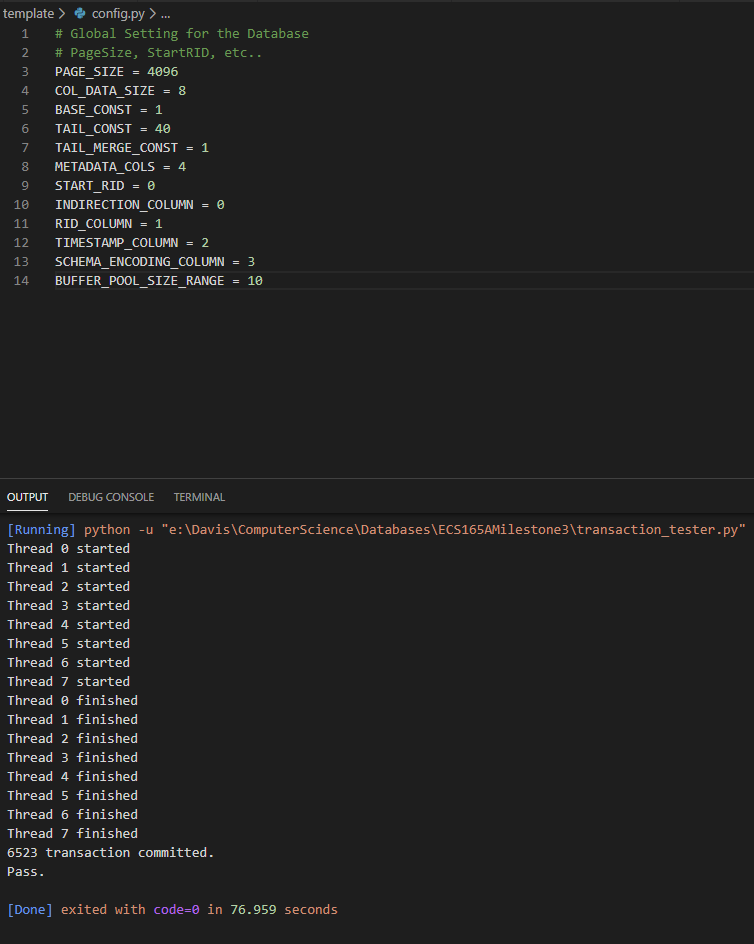 template > config.py > ...
1 # Global Setting for the Database
2 # PageSize, StartRID, etc..
3 PAGE_SIZE = 4096
4 COL_DATA_SIZE = 8
5 BASE_CONST = 1
6 TAIL_CONST = 40
7 TAIL_MERGE_CONST = 1
8 METADATA_COLS = 4
9 START_RID = 0
10 INDIRECTION_COLUMN = 0
11 RID_COLUMN = 1
12 TIMESTAMP_COLUMN = 2
13 SCHEMA_ENCODING_COLUMN = 3
14 BUFFER_POOL_SIZE_RANGE = 10
OUTPUT DEBUG CONSOLE TERMINAL
[Running] python -u "e:\Davis\ComputerScience\Databases\ECS165AMilestone3\transaction_tester.py"
Thread 0 started
Thread 1 started
Thread 2 started
Thread 3 started
Thread 4 started
Thread 5 started
Thread 6 started
Thread 7 started
Thread 0 finished
Thread 1 finished
Thread 2 finished
Thread 3 finished
Thread 4 finished
Thread 5 finished
Thread 6 finished
Thread 7 finished
6523 transaction committed.
Pass.
[Done] exited with code=0 in 76.959 seconds